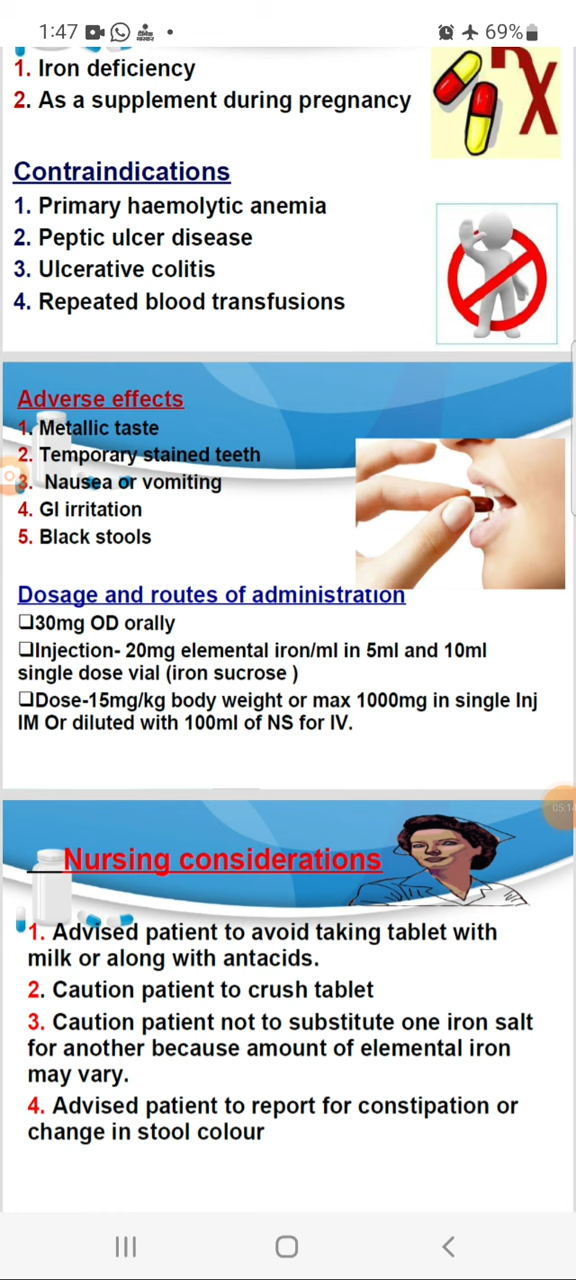 1:47
69%
1. Iron deficiency
2. As a supplement during pregnancy
Contraindications
1. Primary haemolytic anemia
2. Peptic ulcer disease
3. Ulcerative colitis
4. Repeated blood transfusions
Adverse effects
1. Metallic taste
2. Temporary stained teeth
3. Nausea or vomiting
4. GI irritation
5. Black stools
Dosage and routes of administration
❑30mg OD orally
❑Injection- 20mg elemental iron/ml in 5ml and 10ml
single dose vial (iron sucrose )
❑Dose-15mg/kg body weight or max 1000mg in single Inj
IM Or diluted with 100ml of NS for IV.
05:14
Nursing considerations
1. Advised patient to avoid taking tablet with
milk or along with antacids.
2. Caution patient to crush tablet
3. Caution patient not to substitute one iron salt
for another because amount of elemental iron
may vary.
4. Advised patient to report for constipation or
change in stool colour